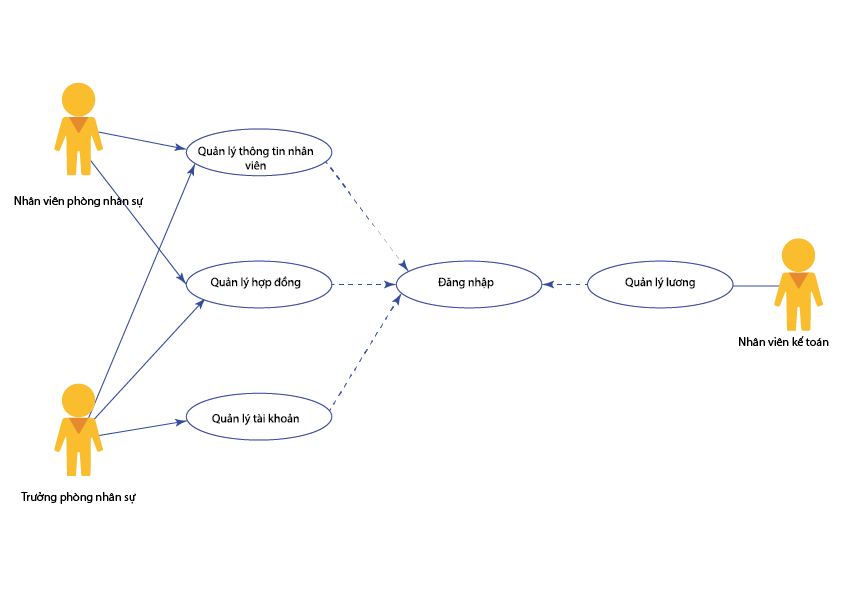 Quản lý thông tin nhân
viên
Nhân viên phòng nhân sự
Quản lý hợp đồng
Đăng nhập
Quản lý lương
Nhân viên kế toán
Quản lý tài khoản
Trưởng phòng nhân sự